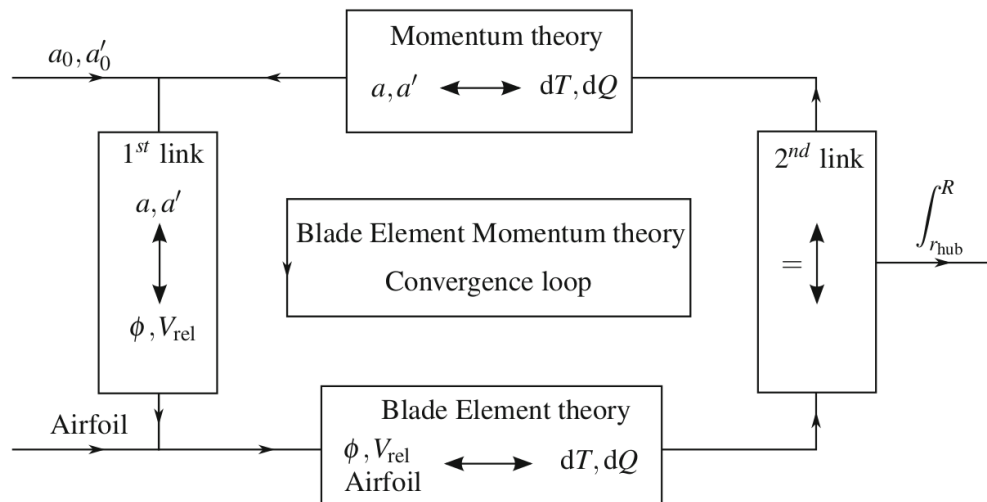 a₀, a′₀
Momentum theory
a, a′ ⟷ dT, dQ
1ˢᵗ link
a, a′
ϕ, V_rel
2ⁿᵈ link
=
∫_{r_hub}^{R}
Blade Element Momentum theory
Convergence loop
Airfoil
Blade Element theory
ϕ, V_rel
Airfoil
dT, dQ